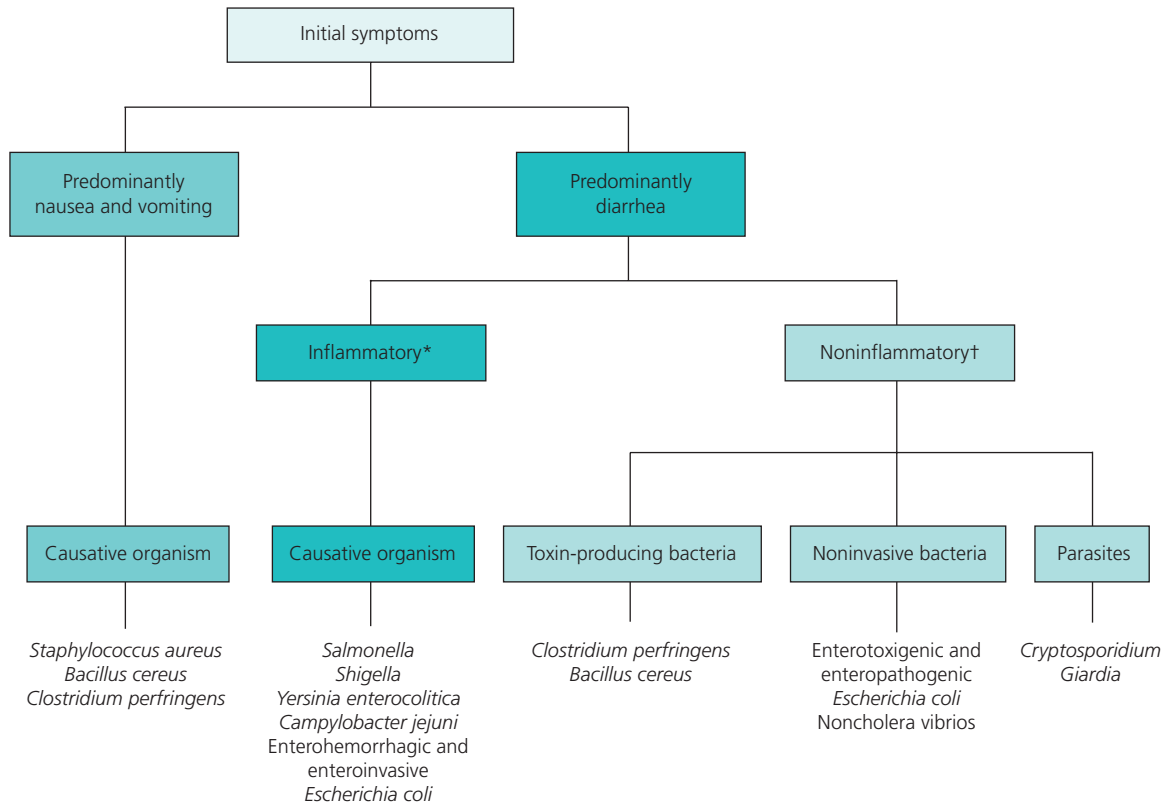 Initial symptoms
Predominantly
nausea and vomiting
Predominantly
diarrhea
Inflammatory*
Noninflammatory†
Causative organism
Causative organism
Toxin-producing bacteria
Noninvasive bacteria
Parasites
Staphylococcus aureus
Bacillus cereus
Clostridium perfringens
Salmonella
Shigella
Yersinia enterocolitica
Campylobacter jejuni
Enterohemorrhagic and
enteroinvasive
Escherichia coli
Clostridium perfringens
Bacillus cereus
Enterotoxigenic and
enteropathogenic
Escherichia coli
Noncholera vibrios
Cryptosporidium
Giardia